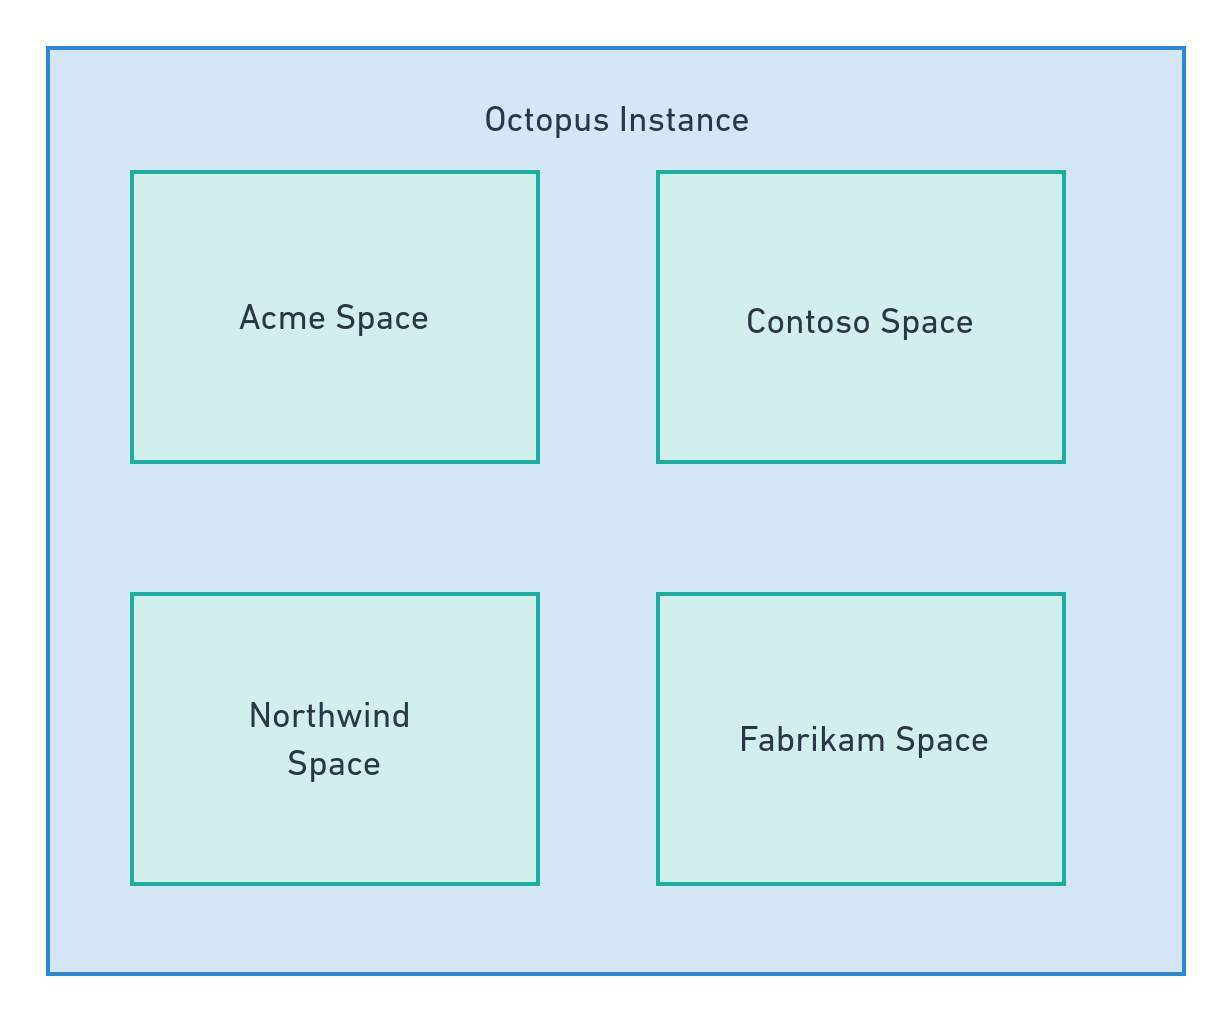 Octopus Instance
Acme Space
Contoso Space
Northwind
Space
Fabrikam Space